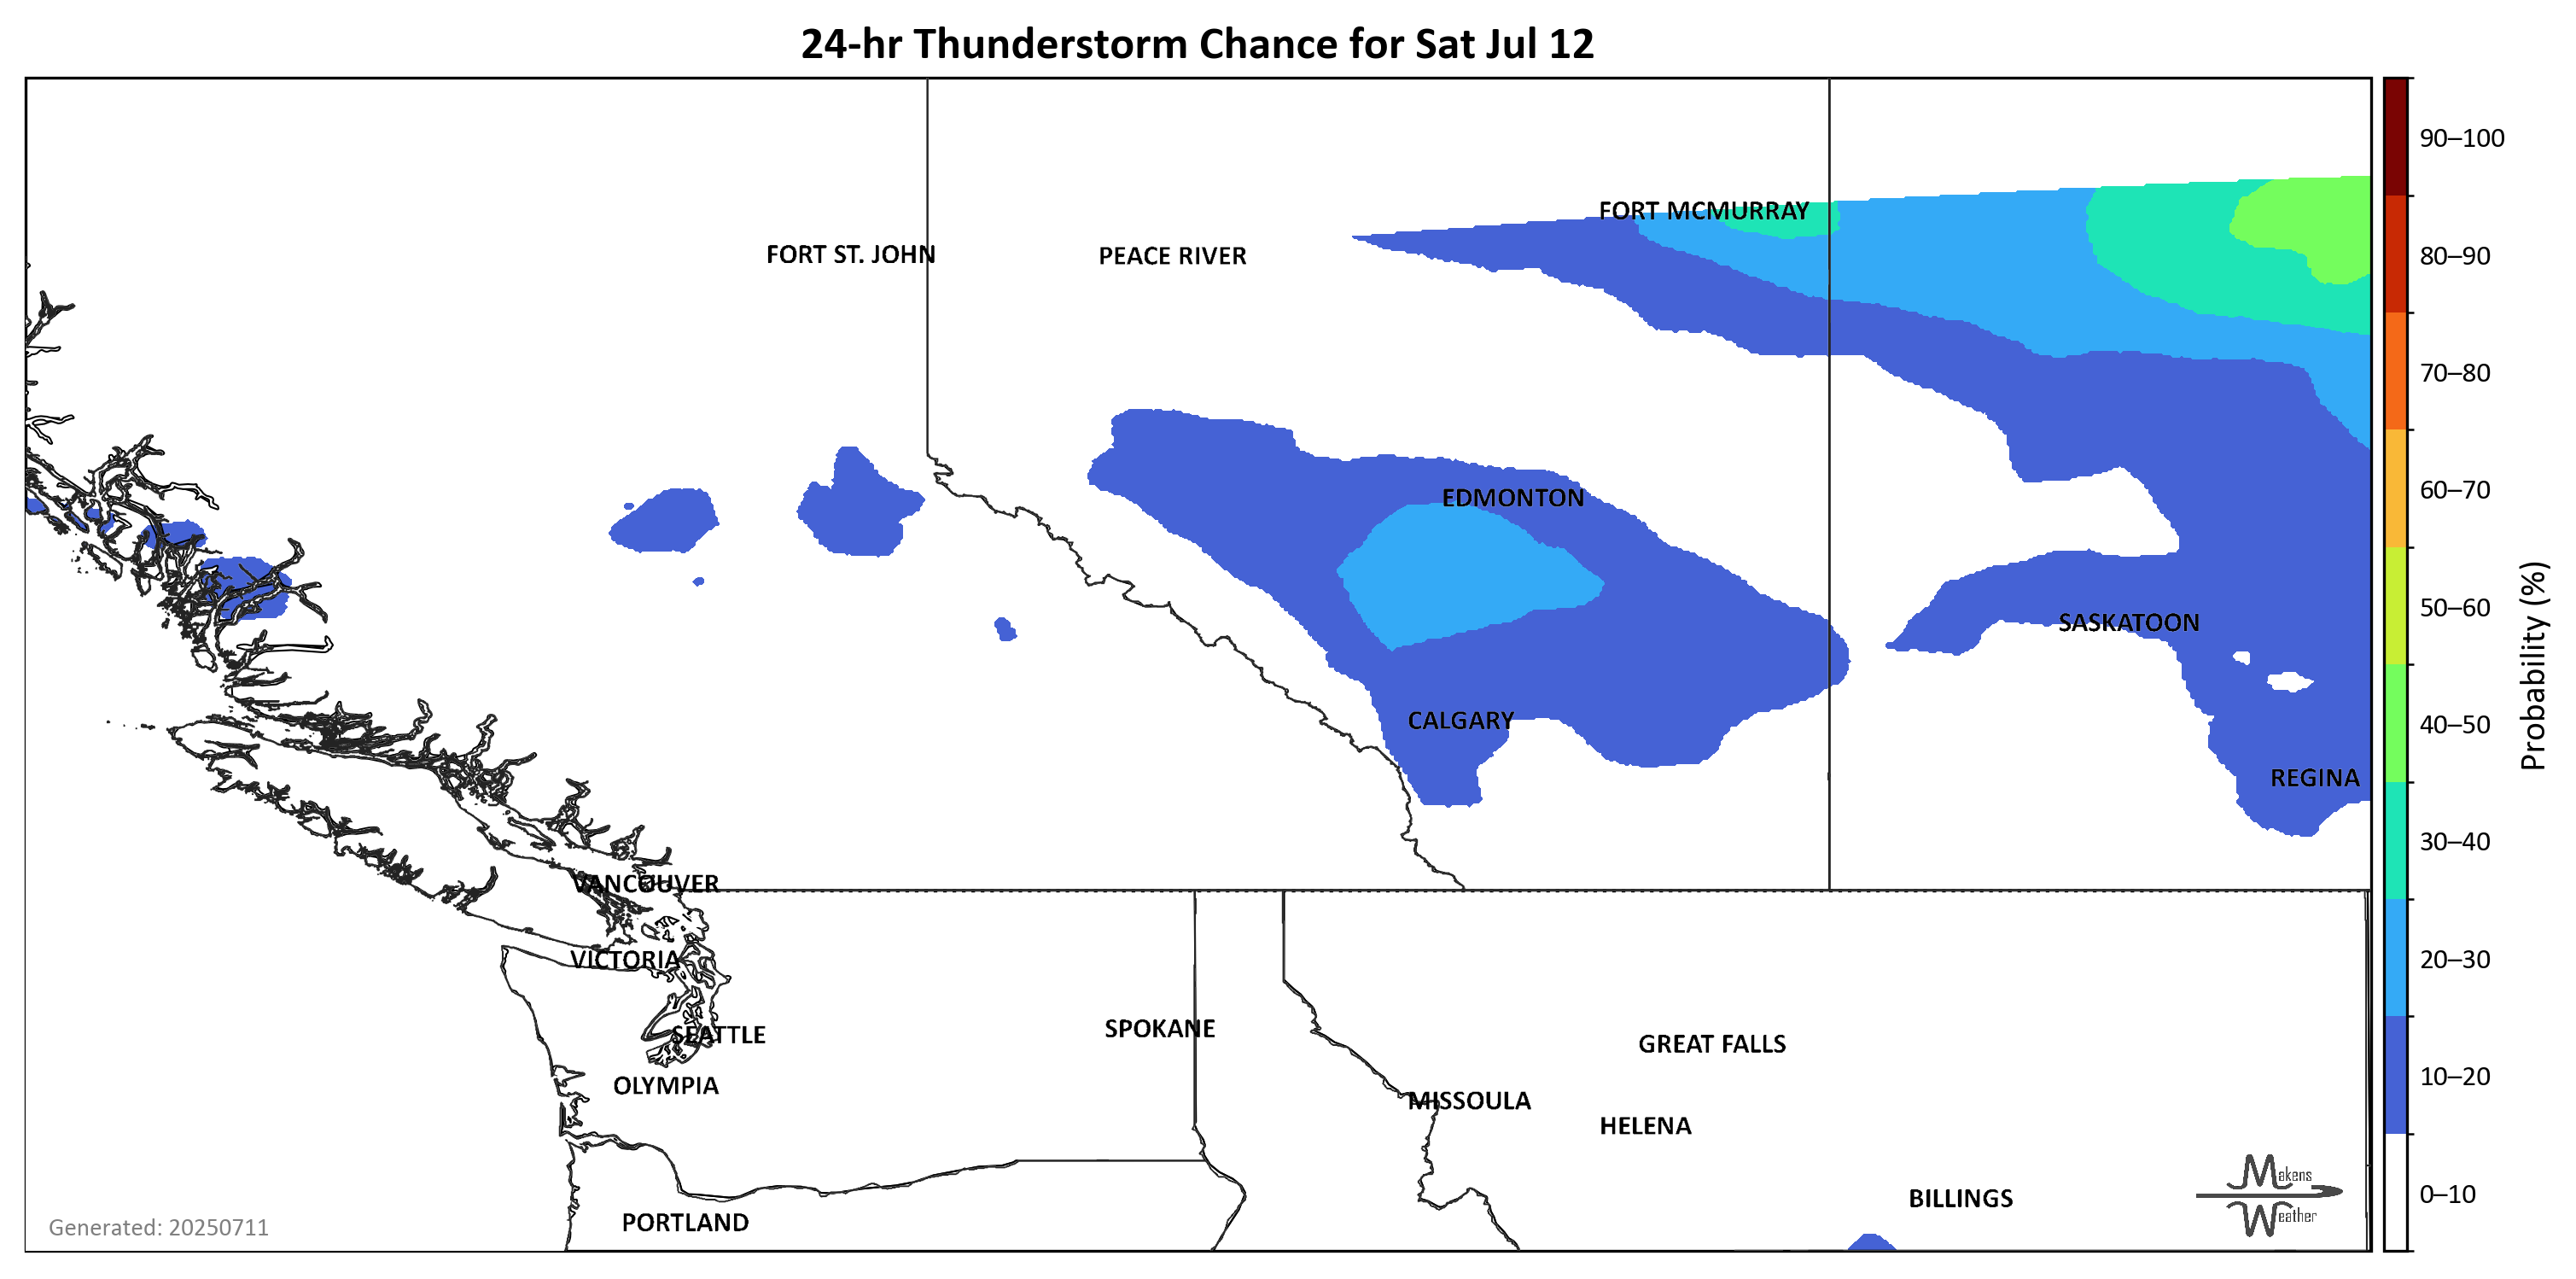 24-hr Thunderstorm Chance for Sat Jul 12
90–100
FORT MCMURRAY
FORT ST. JOHN
PEACE RIVER
80–90
70–80
EDMONTON
60–70
50–60
SASKATOON
CALGARY
40–50
REGINA
Probability (%)
30–40
VANCOUVER
VICTORIA
20–30
SEATTLE
SPOKANE
GREAT FALLS
OLYMPIA
10–20
MISSOULA
HELENA
Makens
Weather
BILLINGS
0–10
PORTLAND
Generated: 20250711